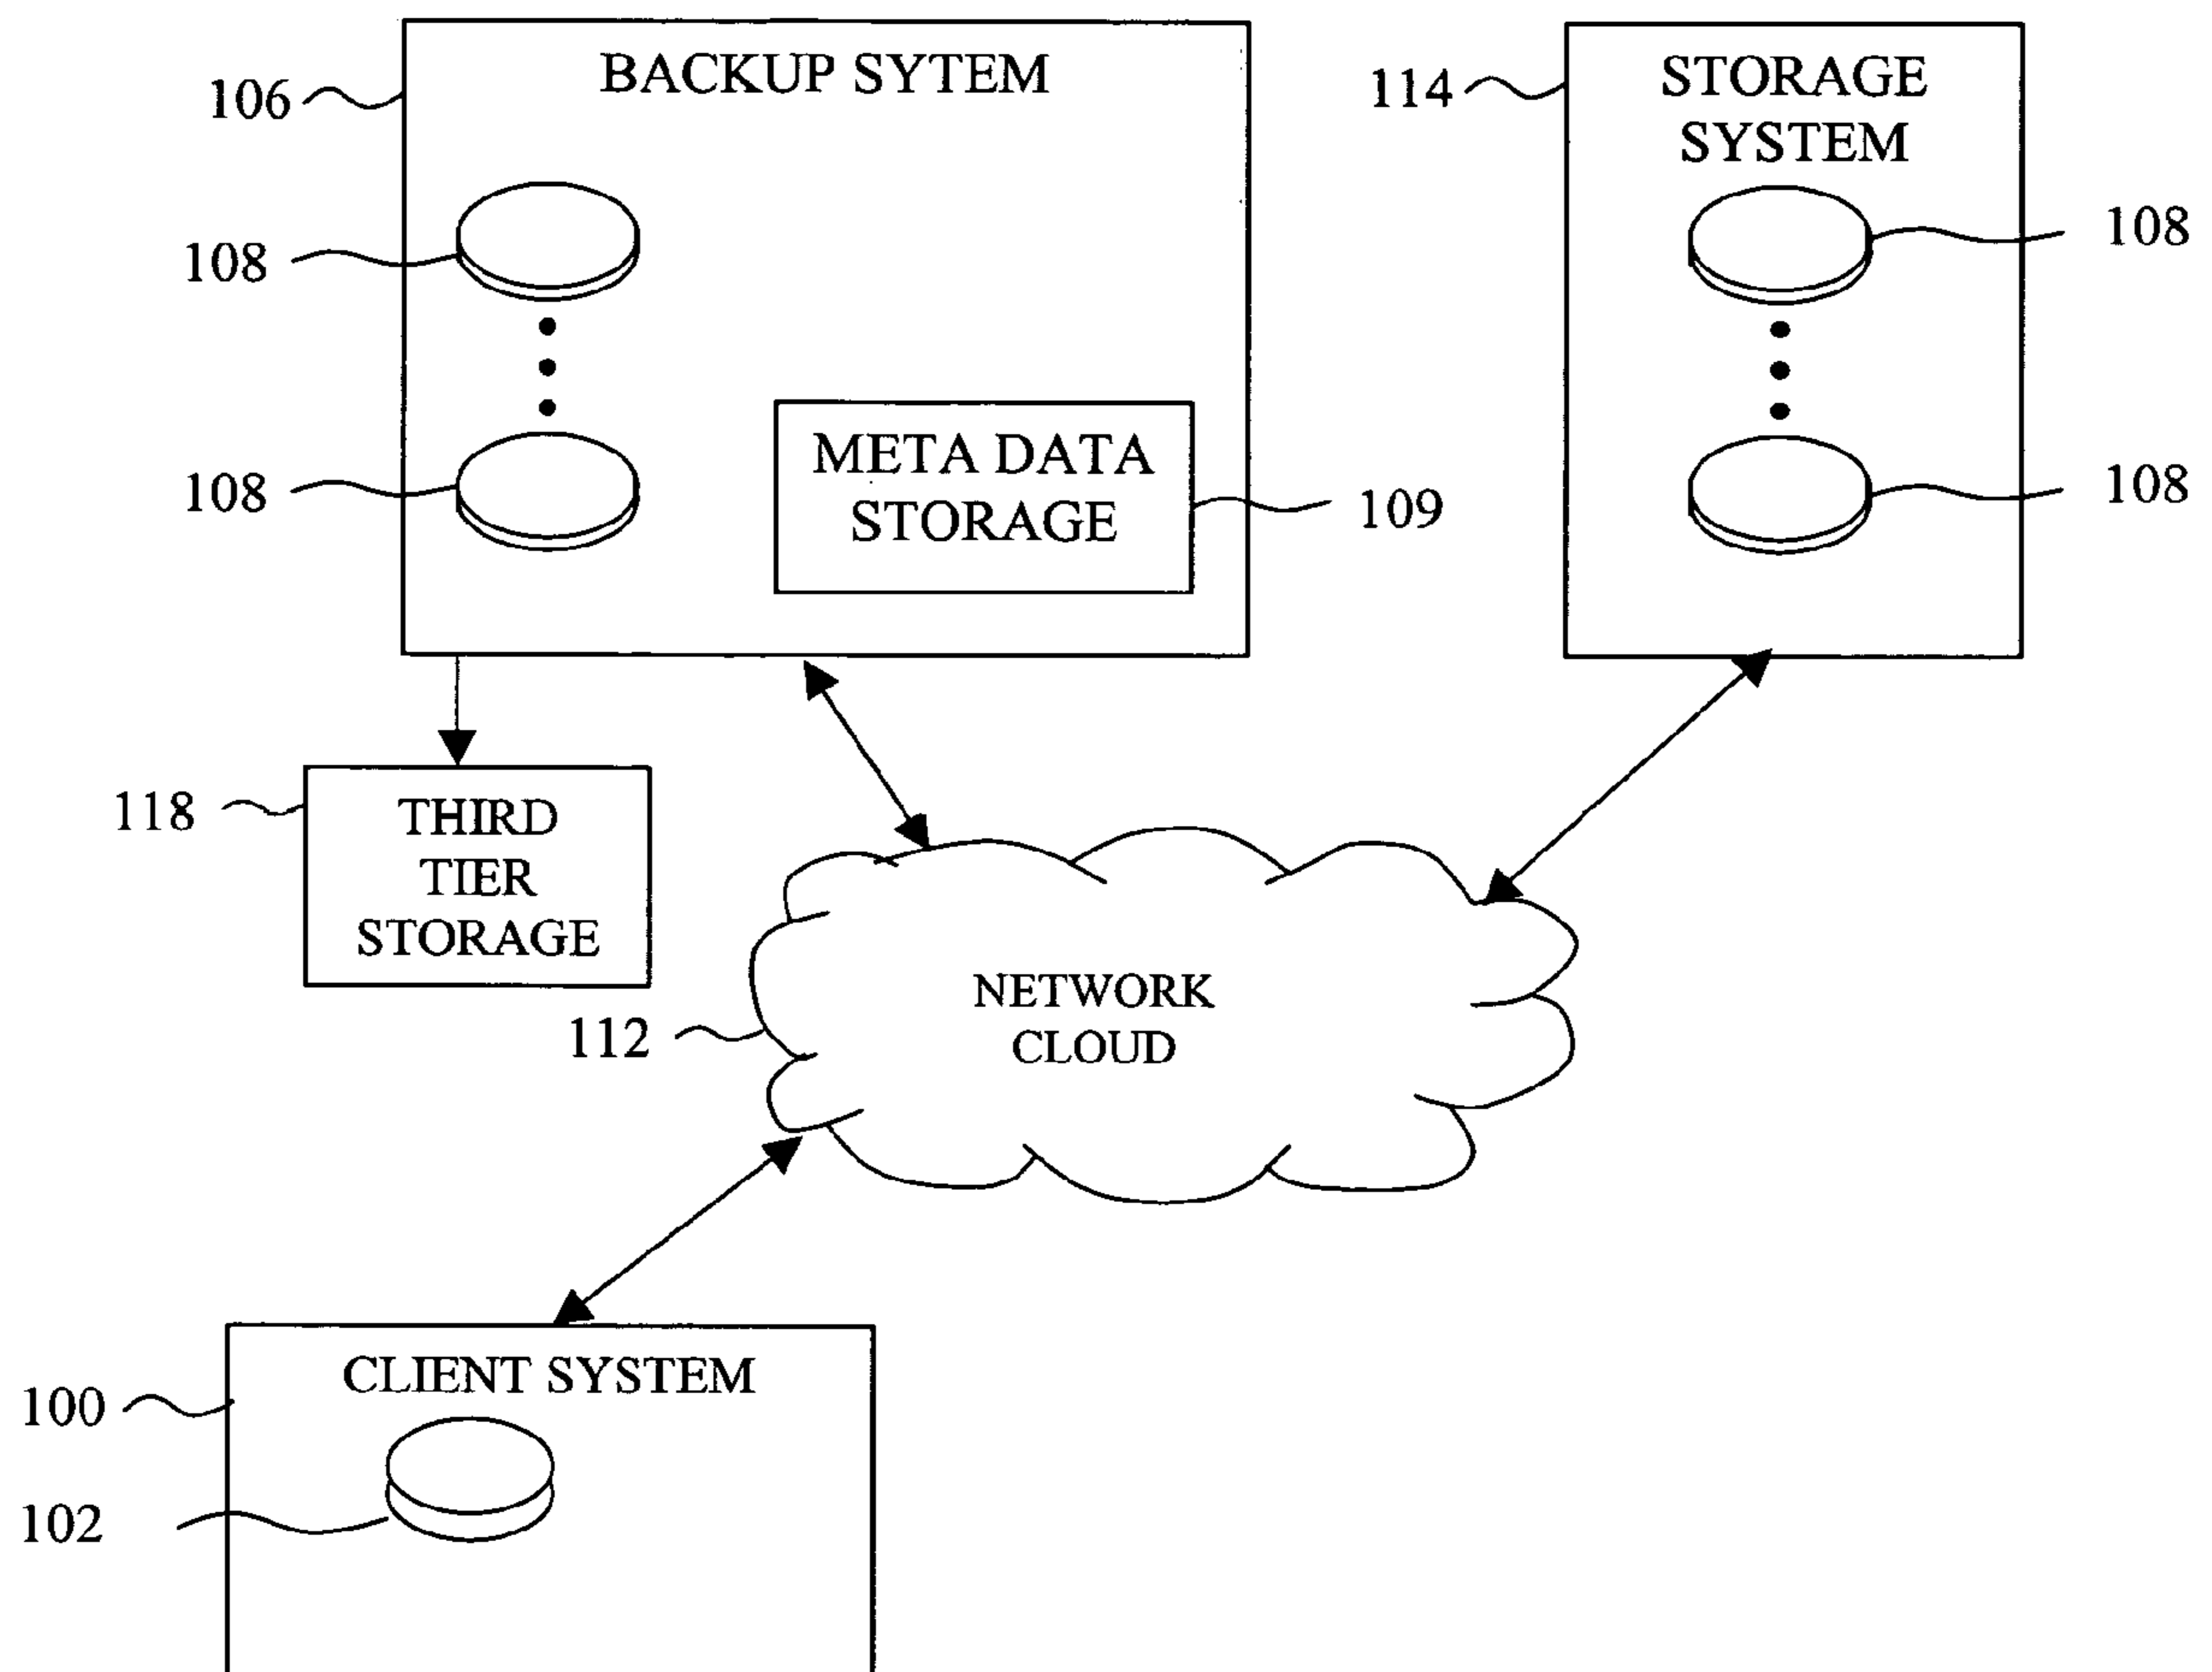 BACKUP SYTEM
106
108
108
META DATA
STORAGE
109
STORAGE
SYSTEM
114
108
108
118
THIRD
TIER
STORAGE
112
NETWORK
CLOUD
CLIENT SYSTEM
100
102